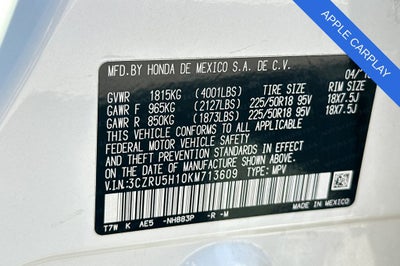 APPLE CARPLAY
MFD.BY HONDA DE MEXICO S.A. DE C.V.
04/
GVWR 1815KG (4001LBS) TIRE SIZE RIM SIZE
GAWR F 965KG (2127LBS) 225/50R18 95V 18X7.5J
GAWR R 850KG (1873LBS) 225/50R18 95V 18X7.5J
THIS VEHICLE CONFORMS TO ALL APPLICABLE
FEDERAL MOTOR VEHICLE SAFETY AND
THEFT PREVENTION STANDARDS IN EFFECT ON
THE DATE OF MANUFACTURE SHOWN ABOVE.
V.I.N:3CZRU5H10KM713609 TYPE: MPV
T7W K AE5 -NH883P -R -M MADE IN MEXICO